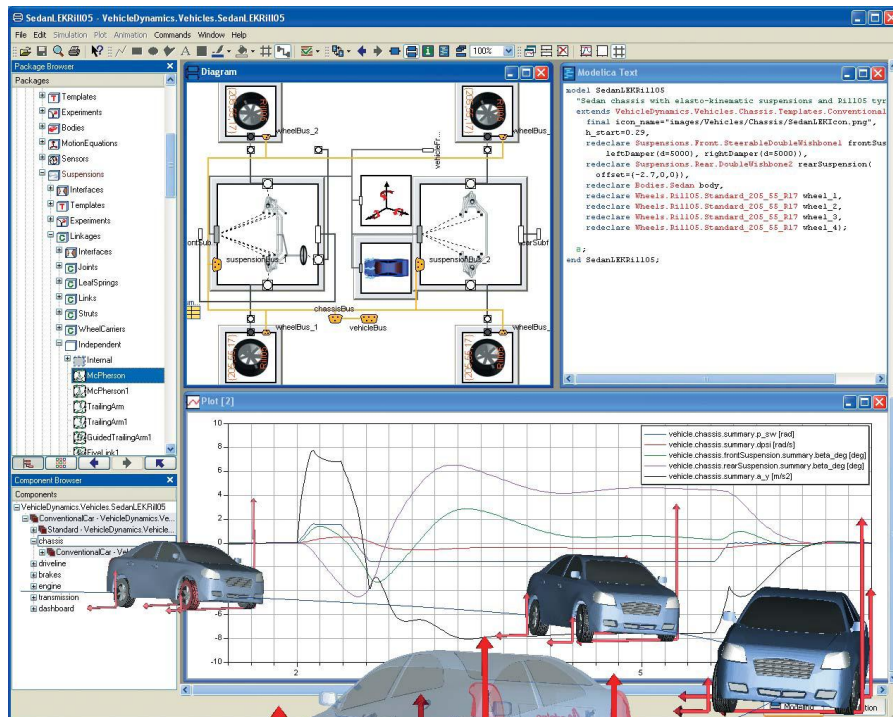 SedanLEKRill05 - VehicleDynamics.Vehicles.SedanLEKRill05
File Edit Simulation Plot Animation Commands Window Help
100%
Package Browser
Packages
Templates
Experiments
Bodies
MotionEquations
Sensors
Suspensions
Interfaces
Templates
Experiments
Linkages
Interfaces
Joints
LeafSprings
Links
Struts
WheelCarriers
Independent
Internal
McPherson
McPherson1
TrailingArm
TrailingArm1
GuidedTrailingArm1
FiveLink1
Component Browser
Components
VehicleDynamics.Vehicles.SedanLEKRill05
ConventionalCar - VehicleDynamics.Ve...
Standard - VehicleDynamics.Vehicle...
chassis
ConventionalCar - Veh
driveline
brakes
engine
transmission
dashboard
Diagram
wheelBus_2
wheelBus_
vehicleFr...
suspensionBus_1
suspensionBus_2
chassisBus
vehicleBus
wheelBus_1
wheelBus_
Modelica Text
model SedanLEKRill05
"Sedan chassis with elasto-kinematic suspensions and Rill05 tyr
extends VehicleDynamics.Vehicles.Chassis.Templates.Conventional
final icon_name="images/Vehicles/Chassis/SedanLEKIcon.png",
h_start=0.29,
redeclare Suspensions.Front.SteerableDoubleWishbone1 frontSus
leftDamper(d=5000), rightDamper(d=5000)),
redeclare Suspensions.Rear.DoubleWishbone2 rearSuspension(
offset={-2.7,0,0}),
redeclare Bodies.Sedan body,
redeclare Wheels.Rill05.Standard_205_55_R17 wheel_1,
redeclare Wheels.Rill05.Standard_205_55_R17 wheel_2,
redeclare Wheels.Rill05.Standard_205_55_R17 wheel_3,
redeclare Wheels.Rill05.Standard_205_55_R17 wheel_4);
end SedanLEKRill05;
Plot [2]
10
8
6
4
2
0
-2
-4
-6
-8
-10
2
5
vehicle.chassis.summary.p_sw [rad]
vehicle.chassis.summary.dpsi [rad/s]
vehicle.chassis.frontSuspension.summary.beta_deg [deg]
vehicle.chassis.rearSuspension.summary.beta_deg [deg]
vehicle.chassis.summary.a_y [m/s2]